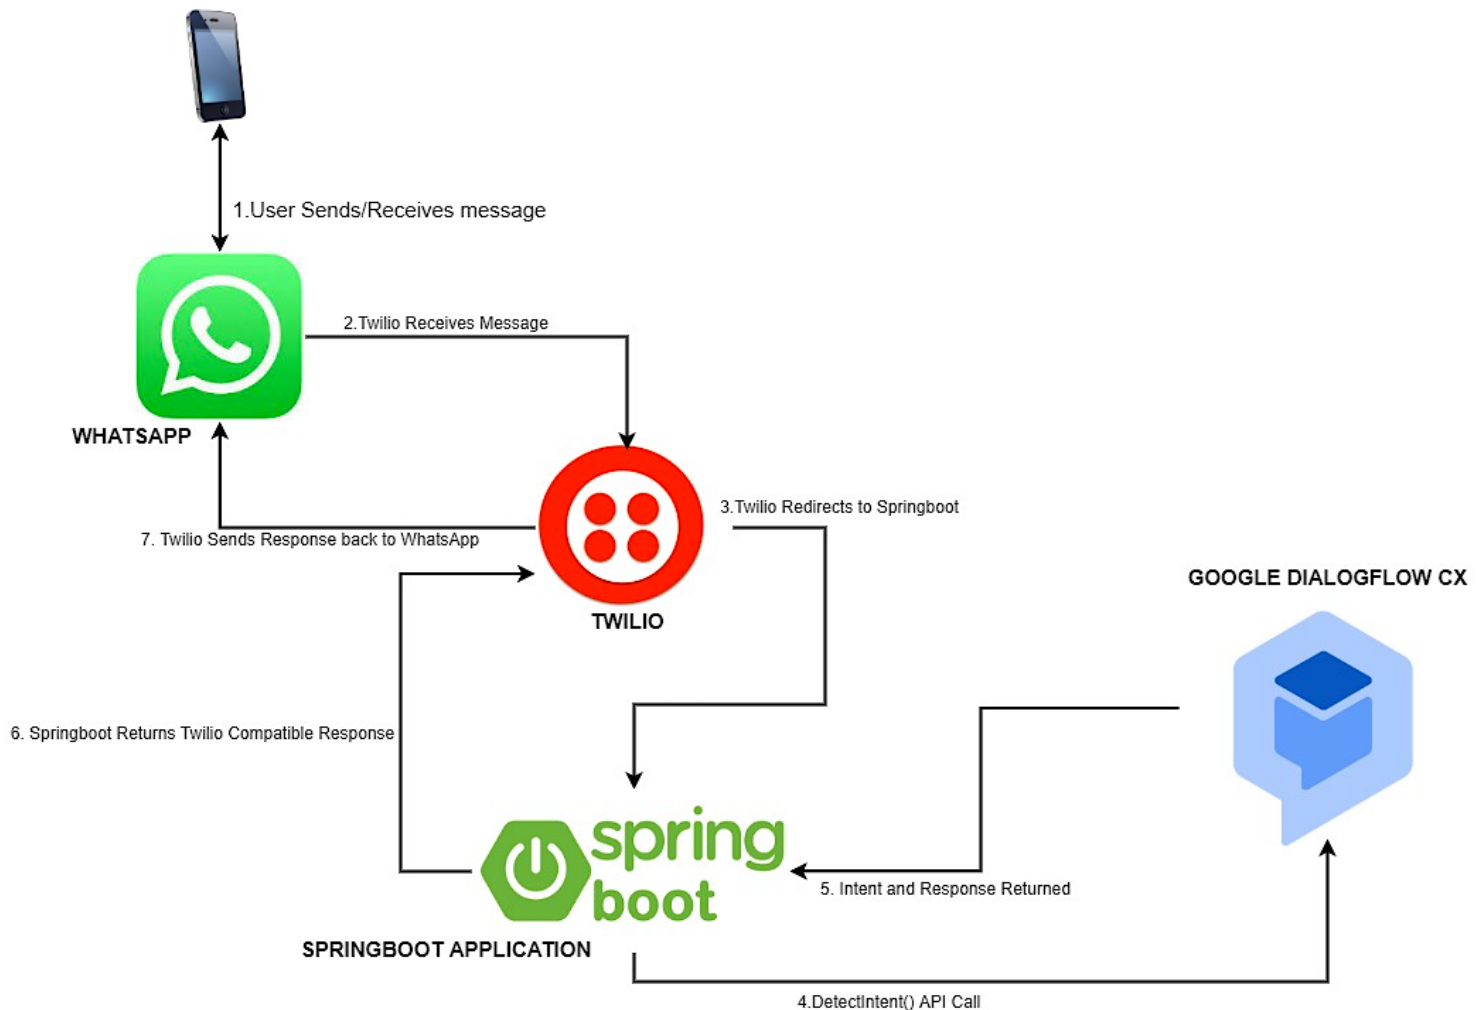 1.User Sends/Receives message
2.Twilio Receives Message
WHATSAPP
3.Twilio Redirects to Springboot
7. Twilio Sends Response back to WhatsApp
GOOGLE DIALOGFLOW CX
TWILIO
6. Springboot Returns Twilio Compatible Response
spring
boot
5. Intent and Response Returned
SPRINGBOOT APPLICATION
4.DetectIntent() API Call